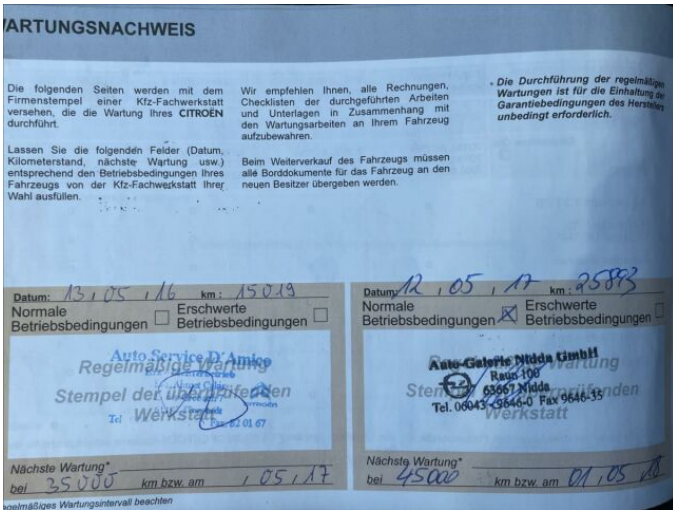 WARTUNGSNACHWEIS
Die folgenden Seiten werden mit dem
Firmenstempel einer Kfz-Fachwerkstatt
versehen, die die Wartung Ihres CITROËN
durchführt.
Lassen Sie die folgenden Felder (Datum,
Kilometerstand, nächste Wartung usw.)
entsprechend den Betriebsbedingungen Ihres
Fahrzeugs von der Kfz-Fachwerkstatt Ihrer
Wahl ausfüllen.
Wir empfehlen Ihnen, alle Rechnungen,
Checklisten der durchgeführten Arbeiten
und Unterlagen in Zusammenhang mit
den Wartungsarbeiten an Ihrem Fahrzeug
aufzubewahren.
Beim Weiterverkauf des Fahrzeugs müssen
alle Borddokumente für das Fahrzeug an den
neuen Besitzer übergeben werden.
Die Durchführung der regelmäßigen
Wartungen ist für die Einhaltung der
Garantiebedingungen des Herstellers
unbedingt erforderlich.
Datum: 13, 05, 16 km: 15019
Normale
Betriebsbedingungen
Erschwerte
Betriebsbedingungen
Auto Service D'Amico
Regelmäßige Wartung
Stempel der überprüfenden
Werkstatt
CITROËN
Tel
Fax 62 01 67
Nächste Wartung*
bei 35000 km bzw. am , 05, 17
Datum: 12, 05, 17 km: 25893
Normale
Betriebsbedingungen
Erschwerte
Betriebsbedingungen
Auto-Galerie Nidda GmbH
Raun 100
63667 Nidda
Tel. 06043 -9646-0 Fax 9646-35
Werkstatt
Nächste Wartung*
bei 45000 km bzw. am 01, 05, 18
regelmäßiges Wartungsintervall beachten